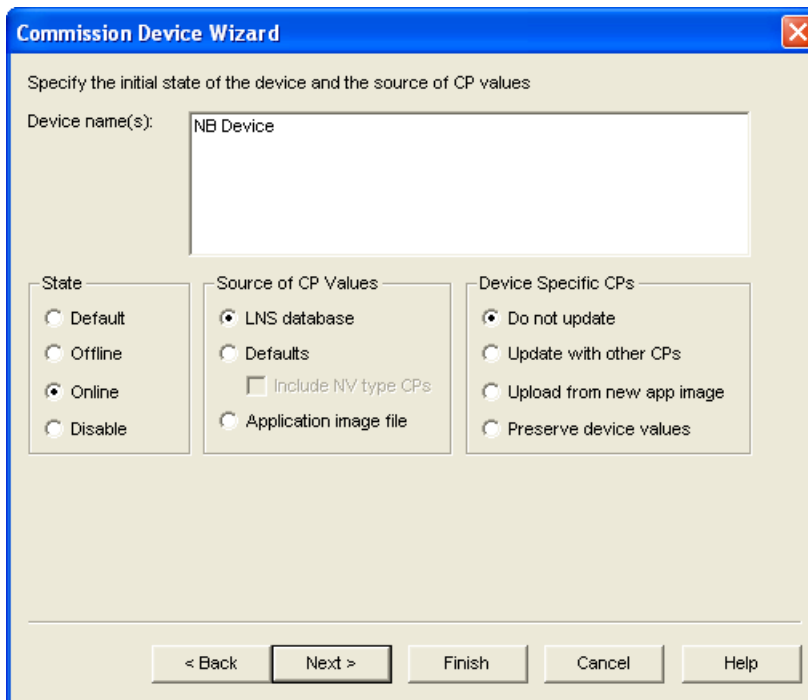 Commission Device Wizard
Specify the initial state of the device and the source of CP values
Device name(s):
NB Device
State
Default
Offline
Online
Disable
Source of CP Values
LNS database
Defaults
Include NV type CPs
Application image file
Device Specific CPs
Do not update
Update with other CPs
Upload from new app image
Preserve device values
< Back
Next >
Finish
Cancel
Help